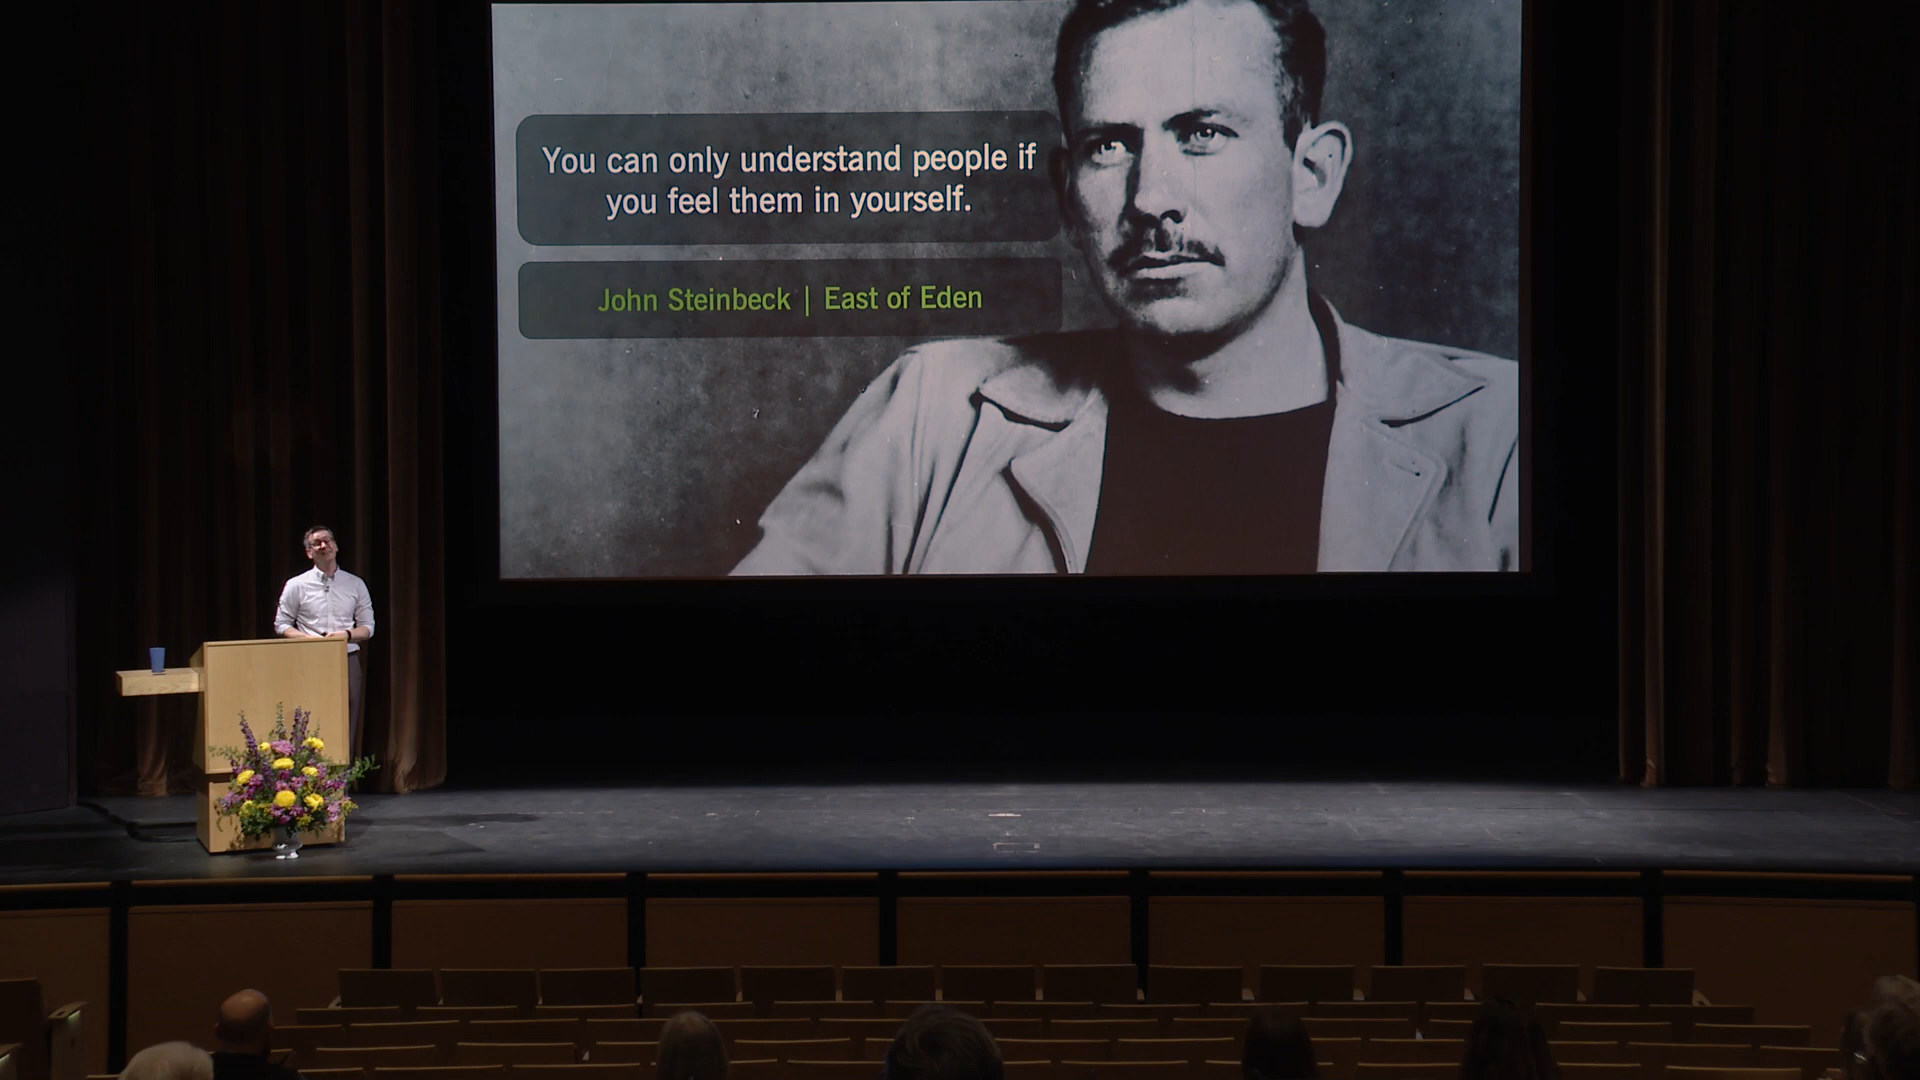 You can only understand people if
you feel them in yourself.
John Steinbeck | East of Eden